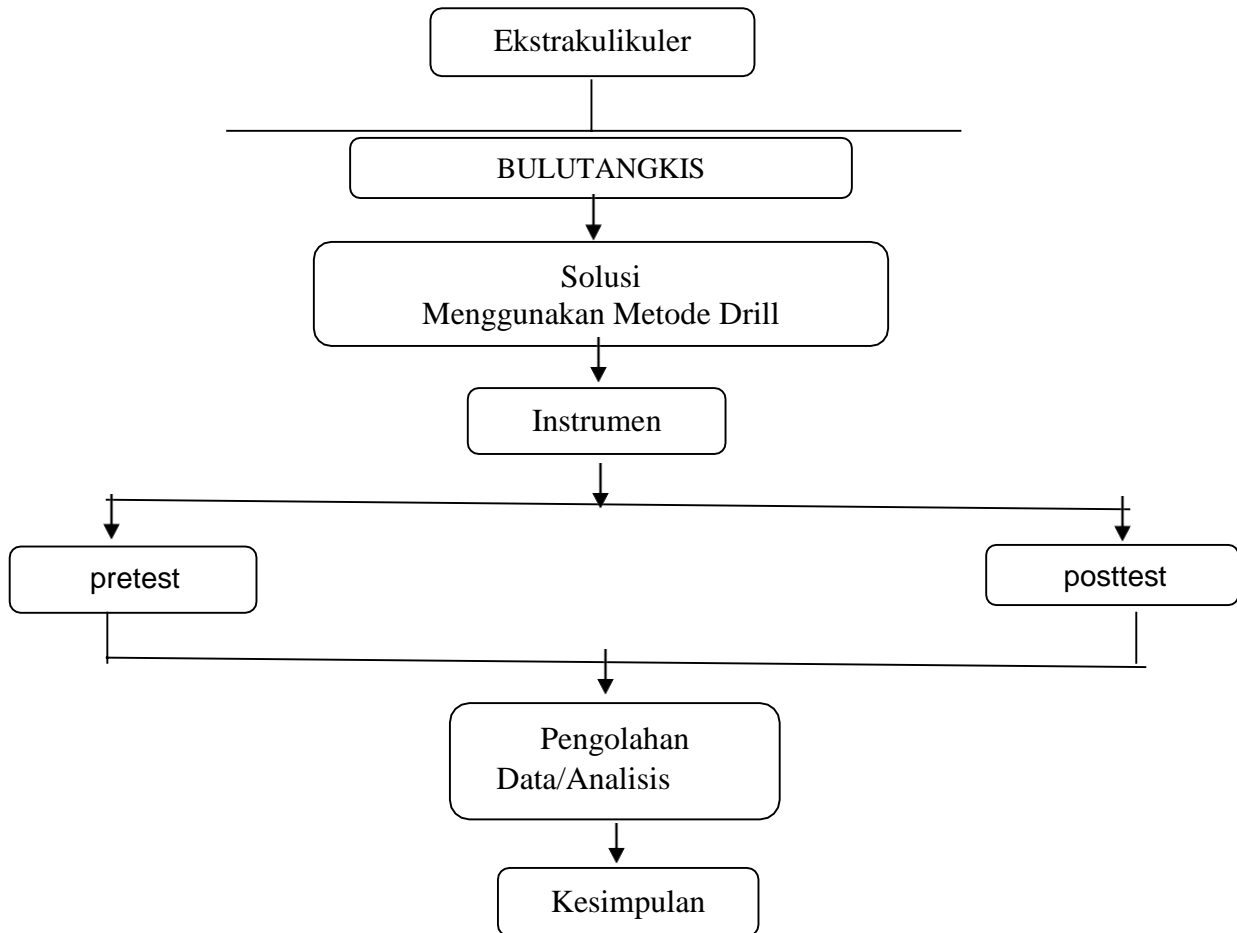 Ekstrakulikuler
BULUTANGKIS
Solusi
Menggunakan Metode Drill
Instrumen
pretest
posttest
Pengolahan
Data/Analisis
Kesimpulan